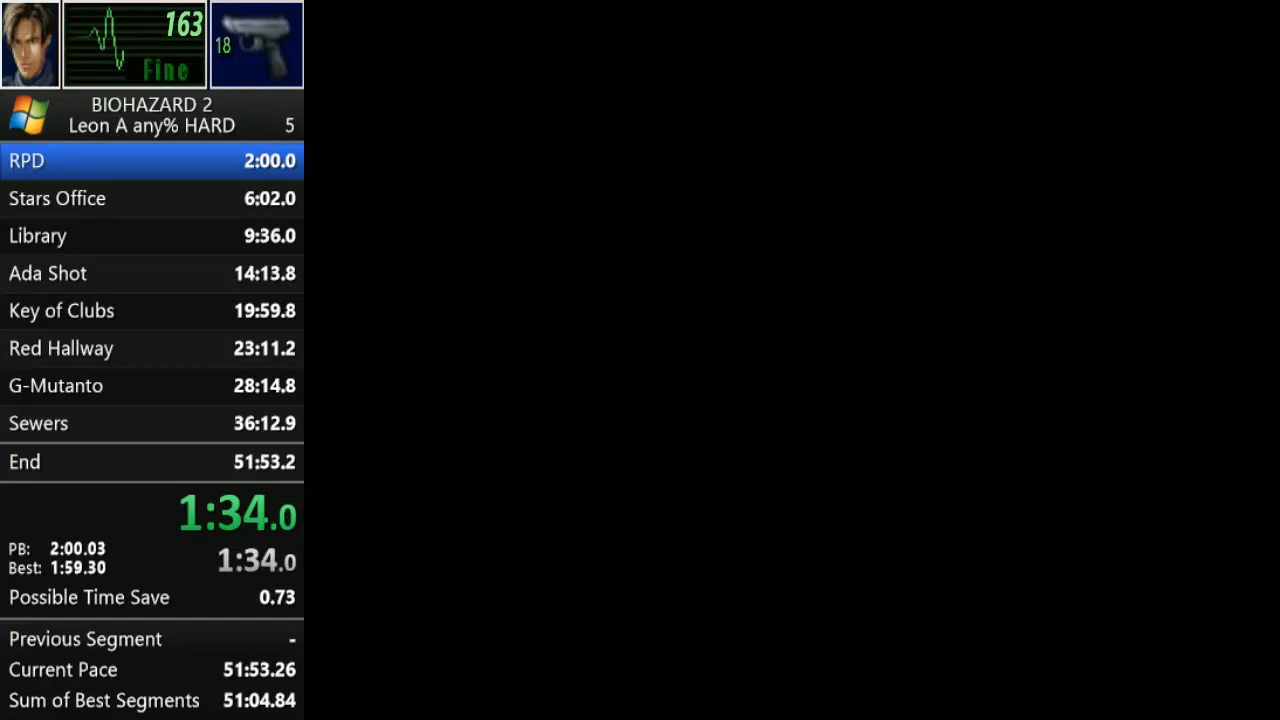 163
Fine
18
BIOHAZARD 2
Leon A any% HARD 5
RPD 2:00.0
Stars Office 6:02.0
Library 9:36.0
Ada Shot 14:13.8
Key of Clubs 19:59.8
Red Hallway 23:11.2
G-Mutanto 28:14.8
Sewers 36:12.9
End 51:53.2
1:34.0
PB: 2:00.03
Best: 1:59.30
1:34.0
Possible Time Save 0.73
Previous Segment -
Current Pace 51:53.26
Sum of Best Segments 51:04.84